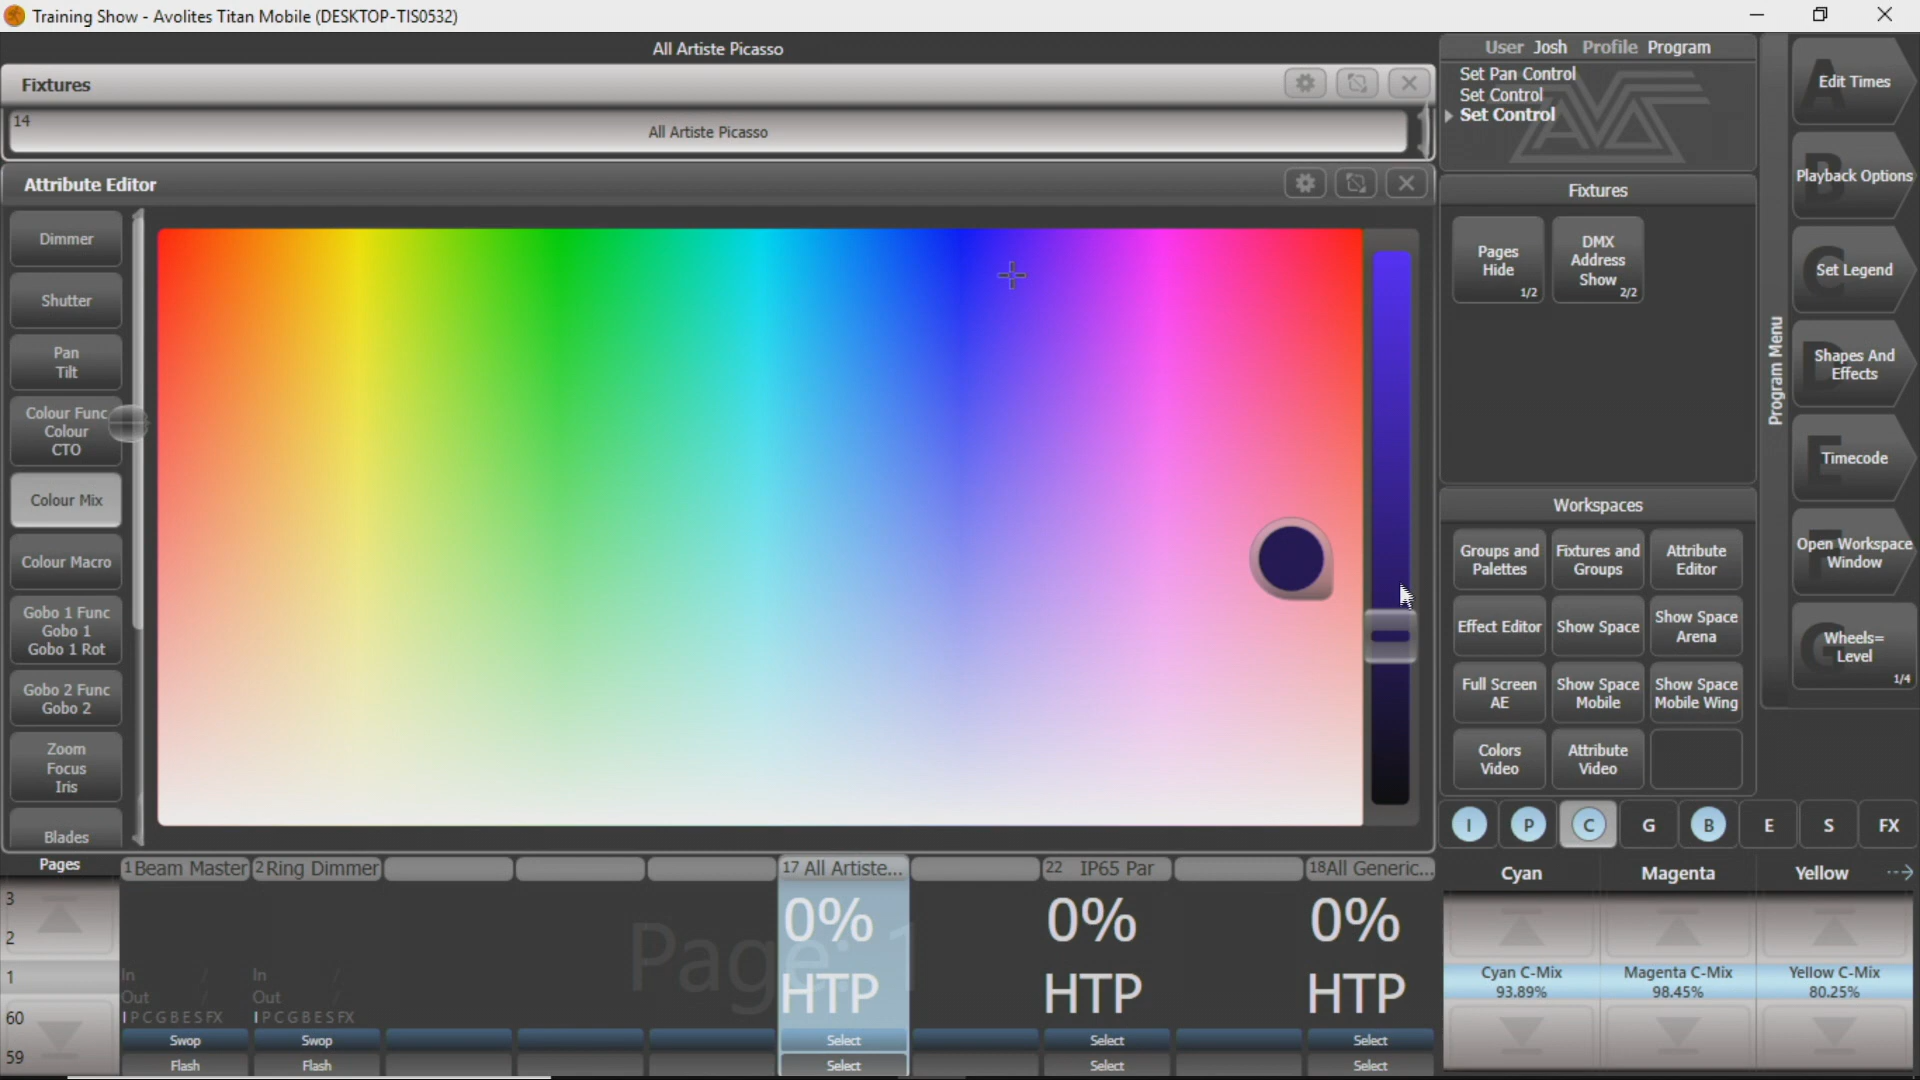 Training Show - Avolites Titan Mobile (DESKTOP-TIS0532)
All Artiste Picasso
Fixtures
14
All Artiste Picasso
Attribute Editor
Dimmer
Shutter
Pan
Tilt
Colour Func
Colour
CTO
Colour Mix
Colour Macro
Gobo 1 Func
Gobo 1
Gobo 1 Rot
Gobo 2 Func
Gobo 2
Zoom
Focus
Iris
Blades
User Josh Profile Program
Set Pan Control
Set Control
Set Control
Fixtures
Pages
Hide
1/2
DMX
Address
Show
2/2
Workspaces
Groups and
Palettes
Fixtures and
Groups
Attribute
Editor
Effect Editor
Show Space
Show Space
Arena
Full Screen
AE
Show Space
Mobile
Show Space
Mobile Wing
Colors
Video
Attribute
Video
Program Menu
A
Edit Times
B
Playback Options
C
Set Legend
D
Shapes And
Effects
E
Timecode
F
Open Workspace
Window
G
Wheels=
Level
1/4
I P C G B E S FX
Pages
3
2
1
60
59
1 Beam Master
2 Ring Dimmer
17 All Artiste...
22 IP65 Par
18 All Generic...
Page: 1
In /
Out /
I P C G B E S FX
Swop
Flash
In /
Out /
I P C G B E S FX
Swop
Flash
0%
HTP
Select
Select
0%
HTP
Select
Select
0%
HTP
Select
Select
Cyan
Magenta
Yellow
Cyan C-Mix
93.89%
Magenta C-Mix
98.45%
Yellow C-Mix
80.25%